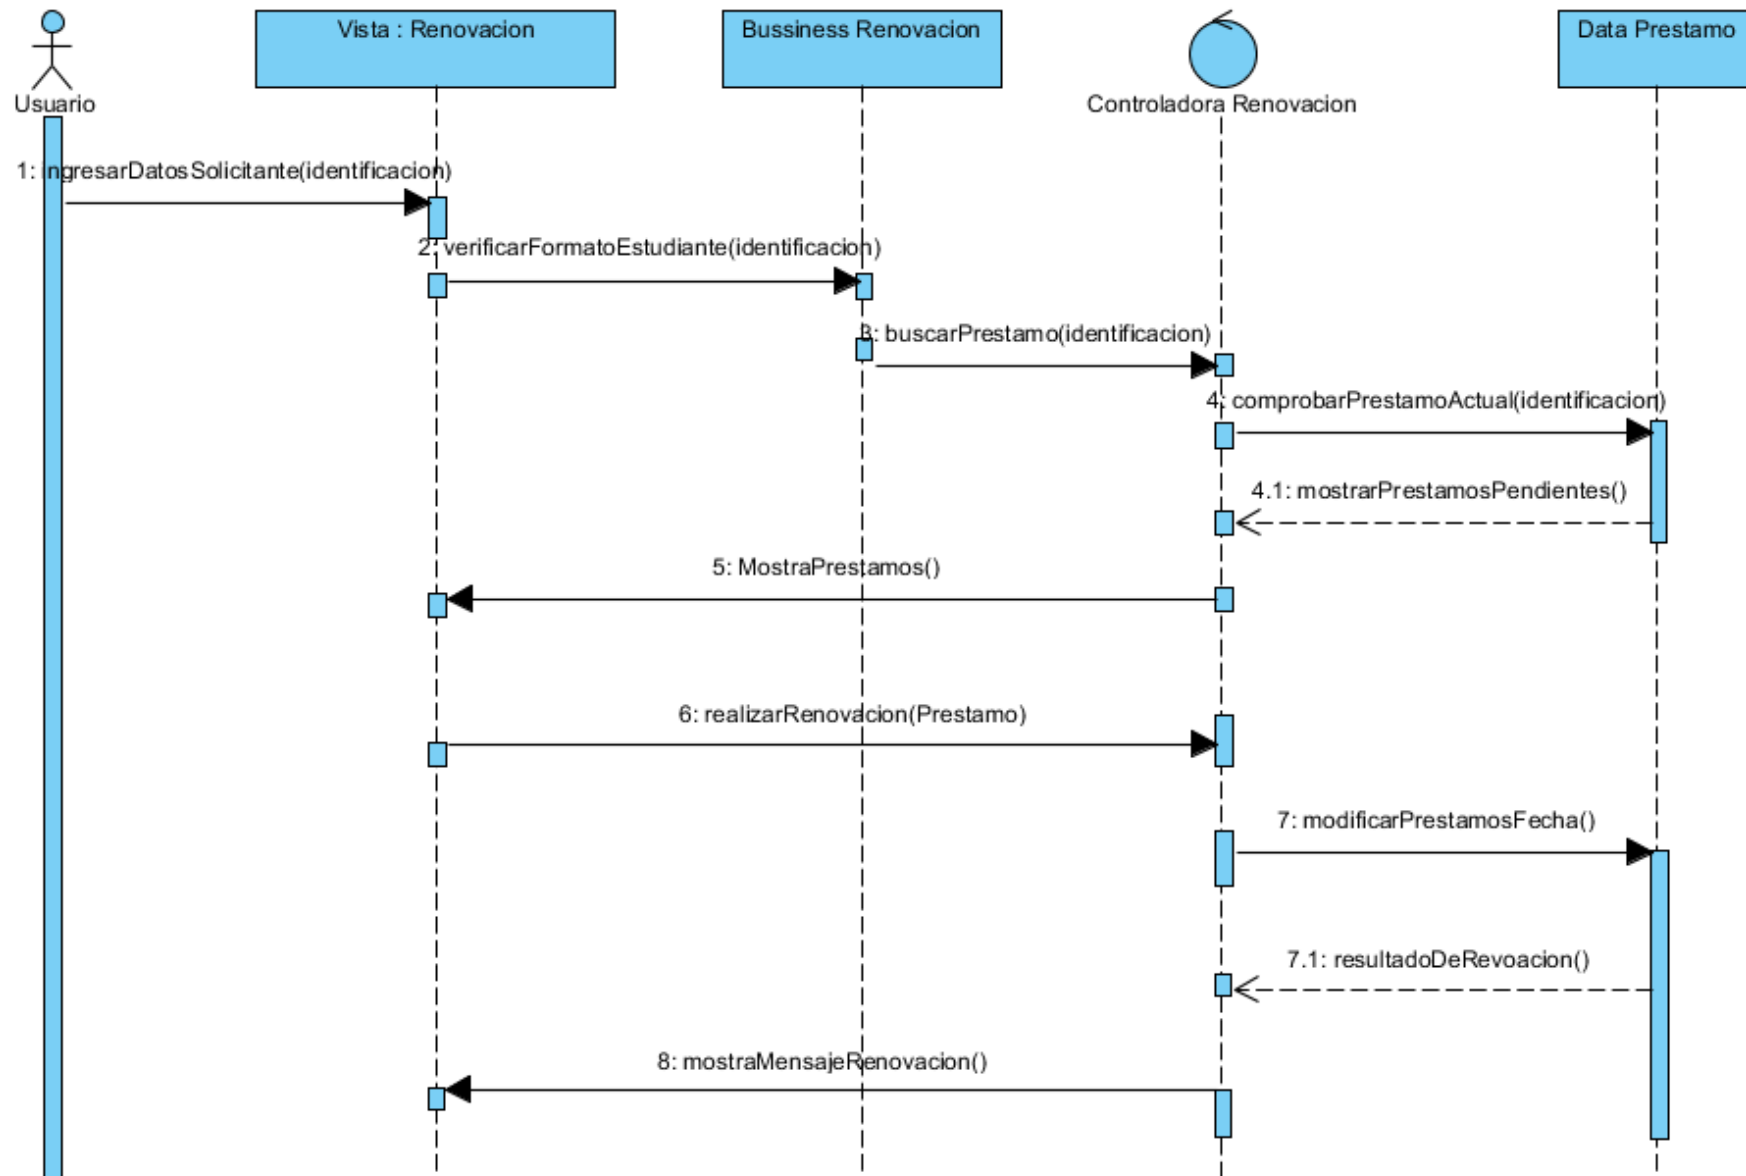 Vista : Renovacion
Bussiness Renovacion
Data Prestamo
Usuario
Controladora Renovacion
1: ingresarDatosSolicitante(identificacion)
2: verificarFormatoEstudiante(identificacion)
3: buscarPrestamo(identificacion)
4: comprobarPrestamoActual(identificacion)
4.1: mostrarPrestamosPendientes()
5: MostraPrestamos()
6: realizarRenovacion(Prestamo)
7: modificarPrestamosFecha()
7.1: resultadoDeRevoacion()
8: mostraMensajeRenovacion()